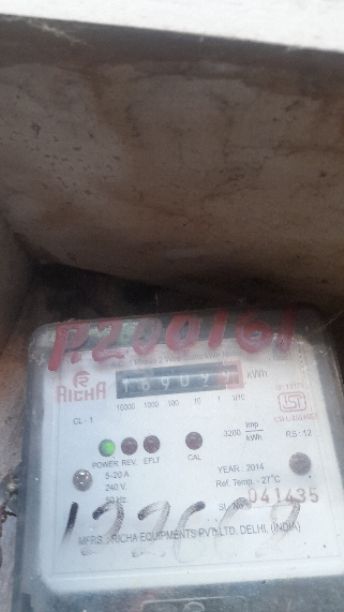 P.200161
RICHA
kWh
10000 1000 100 10 1 1/10
CL - 1
3200 imp/kWh
RS : 12
POWER REV. EFLT CAL
5-20 A
240 V
50 Hz
YEAR : 2014
Ref. Temp. - 27°C
SL. No. 041435
MFRS. : RICHA EQUIPMENTS PVT. LTD. DELHI, (INDIA)